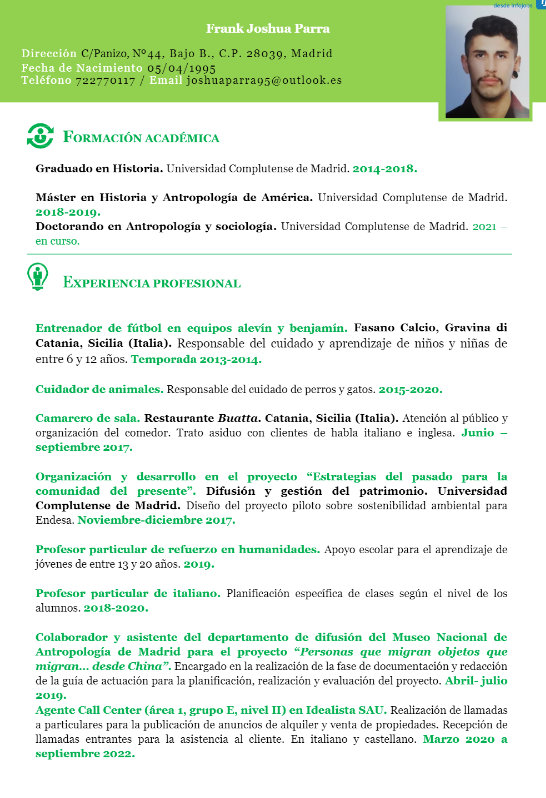 desde Infojobs
Frank Joshua Parra
Dirección C/Panizo, Nº44, Bajo B., C.P. 28039, Madrid
Fecha de Nacimiento 05/04/1995
Teléfono 722770117 / Email joshuaparra95@outlook.es
FORMACIÓN ACADÉMICA
Graduado en Historia. Universidad Complutense de Madrid. 2014-2018.
Máster en Historia y Antropología de América. Universidad Complutense de Madrid.
2018-2019.
Doctorando en Antropología y sociología. Universidad Complutense de Madrid. 2021 –
en curso.
EXPERIENCIA PROFESIONAL
Entrenador de fútbol en equipos alevín y benjamín. Fasano Calcio, Gravina di
Catania, Sicilia (Italia). Responsable del cuidado y aprendizaje de niños y niñas de
entre 6 y 12 años. Temporada 2013-2014.
Cuidador de animales. Responsable del cuidado de perros y gatos. 2015-2020.
Camarero de sala. Restaurante Buatta. Catania, Sicilia (Italia). Atención al público y
organización del comedor. Trato asiduo con clientes de habla italiano e inglesa. Junio –
septiembre 2017.
Organización y desarrollo en el proyecto “Estrategias del pasado para la
comunidad del presente”. Difusión y gestión del patrimonio. Universidad
Complutense de Madrid. Diseño del proyecto piloto sobre sostenibilidad ambiental para
Endesa. Noviembre-diciembre 2017.
Profesor particular de refuerzo en humanidades. Apoyo escolar para el aprendizaje de
jóvenes de entre 13 y 20 años. 2019.
Profesor particular de italiano. Planificación específica de clases según el nivel de los
alumnos. 2018-2020.
Colaborador y asistente del departamento de difusión del Museo Nacional de
Antropología de Madrid para el proyecto “Personas que migran objetos que
migran... desde China”. Encargado en la realización de la fase de documentación y redacción
de la guía de actuación para la planificación, realización y evaluación del proyecto. Abril- julio
2019.
Agente Call Center (área 1, grupo E, nivel II) en Idealista SAU. Realización de llamadas
a particulares para la publicación de anuncios de alquiler y venta de propiedades. Recepción de
llamadas entrantes para la asistencia al cliente. En italiano y castellano. Marzo 2020 a
septiembre 2022.